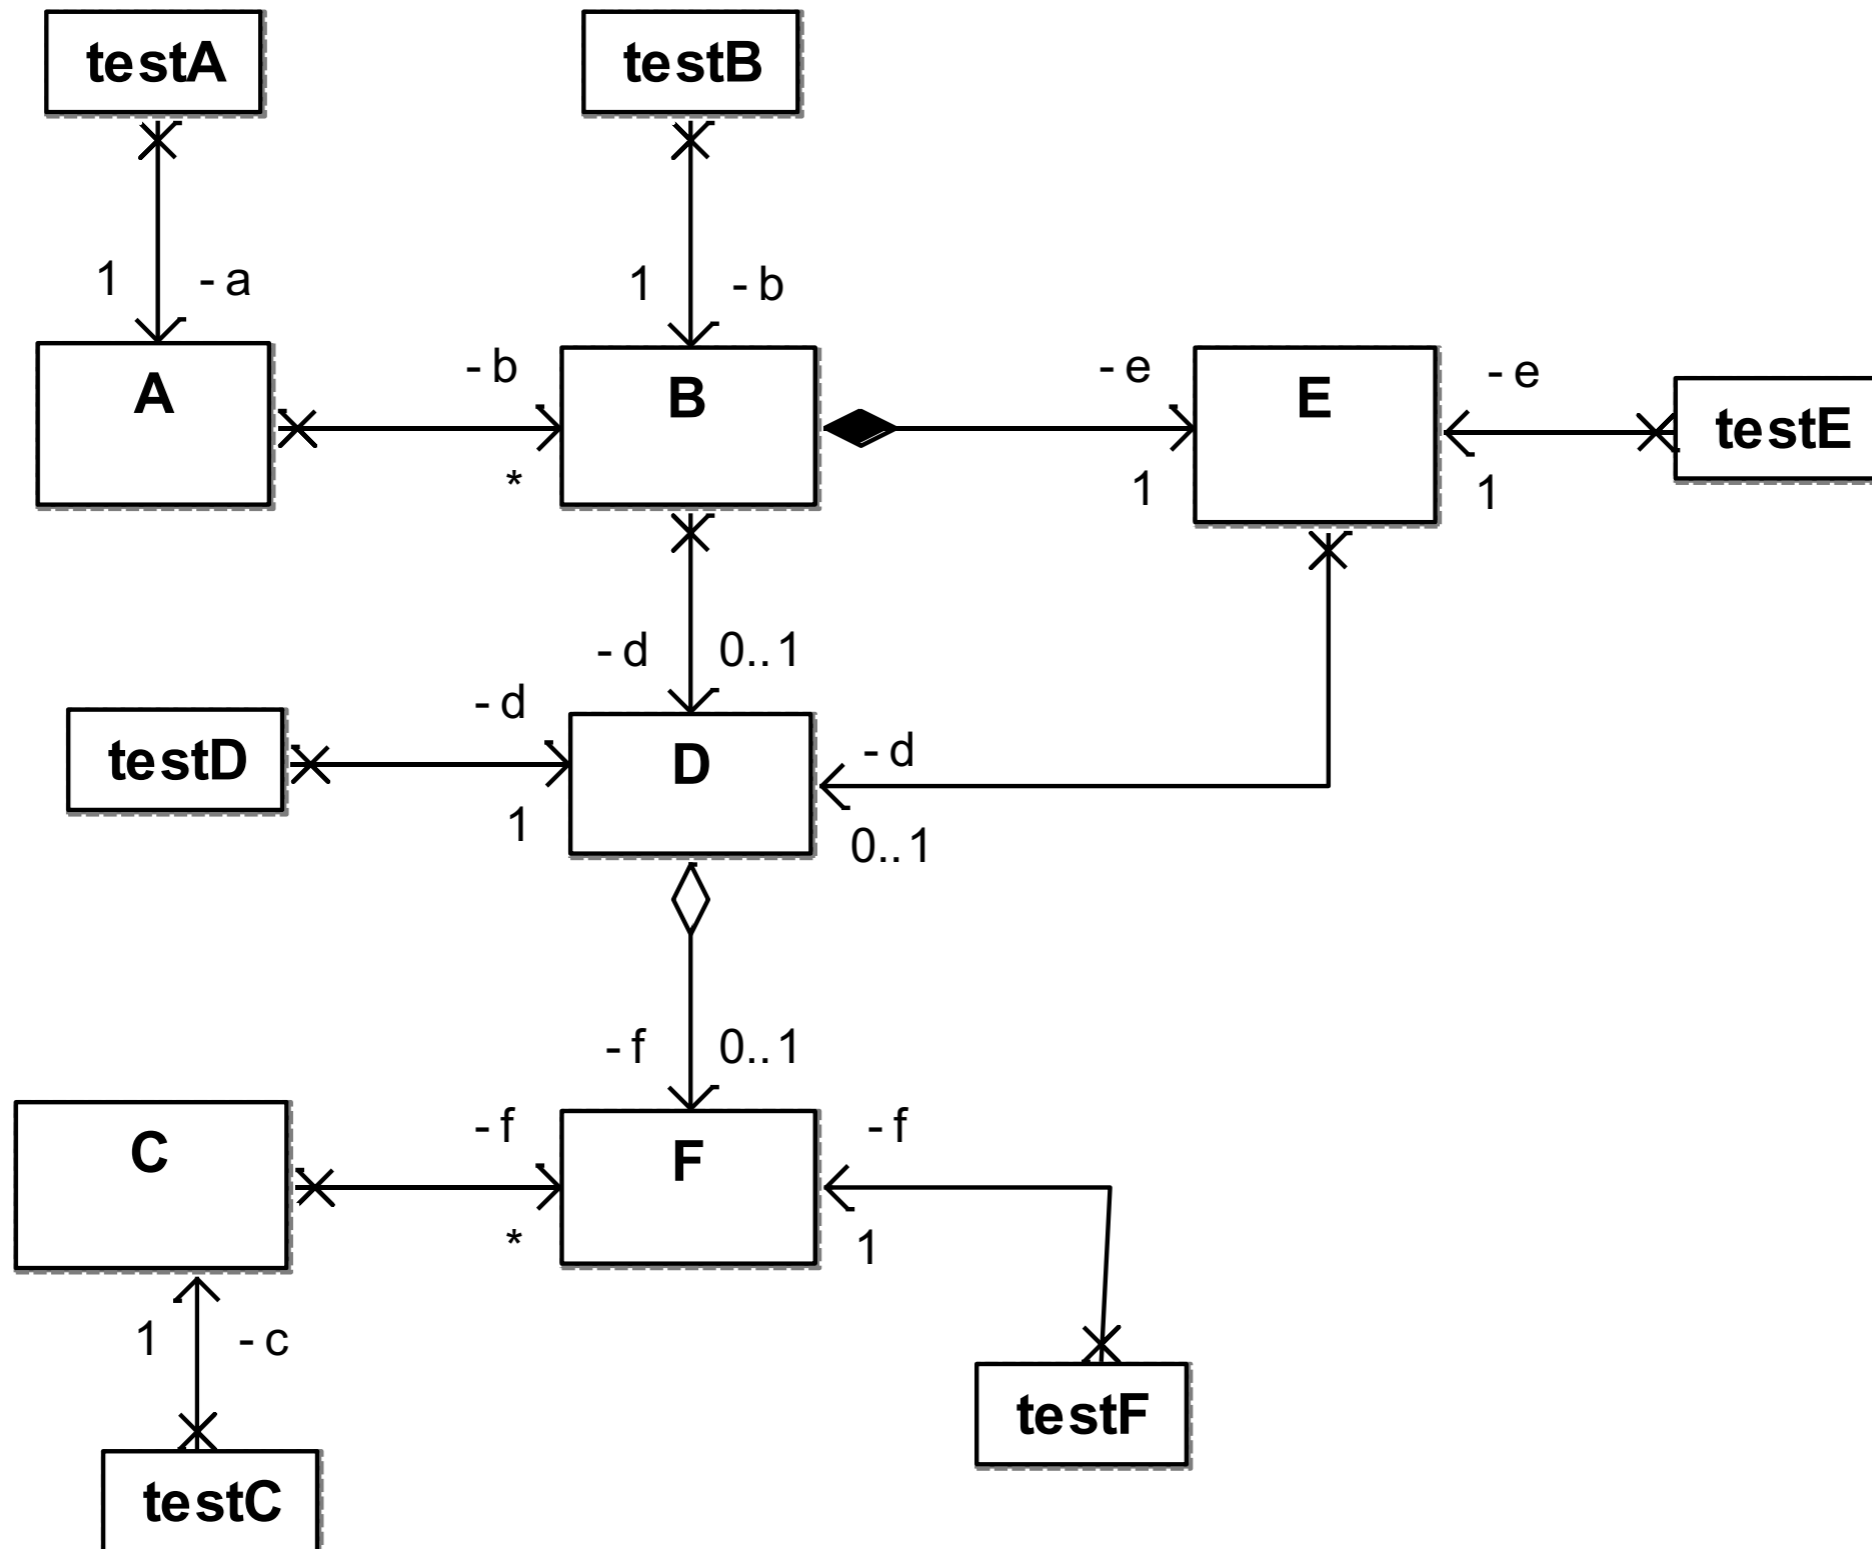 testA
testB
1 - a
1 - b
A
- b
*
B
- e
1
E
- e
1
testE
- d 0..1
testD
- d
1
D
- d
0..1
- f 0..1
C
- f
*
F
- f
1
1 - c
testF
testC